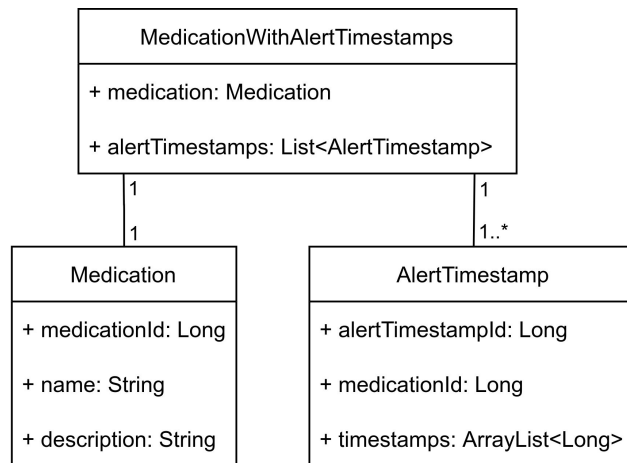 MedicationWithAlertTimestamps
+ medication: Medication
+ alertTimestamps: List<AlertTimestamp>
1
1
1
1..*
Medication
+ medicationId: Long
+ name: String
+ description: String
AlertTimestamp
+ alertTimestampId: Long
+ medicationId: Long
+ timestamps: ArrayList<Long>